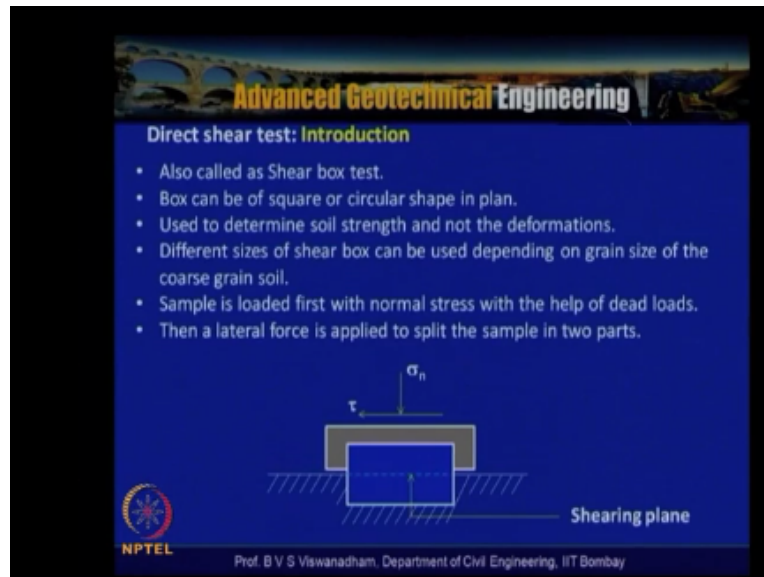 Advanced Geotechnical Engineering
Direct shear test: Introduction
• Also called as Shear box test.
• Box can be of square or circular shape in plan.
• Used to determine soil strength and not the deformations.
• Different sizes of shear box can be used depending on grain size of the
coarse grain soil.
• Sample is loaded first with normal stress with the help of dead loads.
• Then a lateral force is applied to split the sample in two parts.
σn
τ
Shearing plane
NPTEL
Prof. B V S Viswanadham, Department of Civil Engineering, IIT Bombay